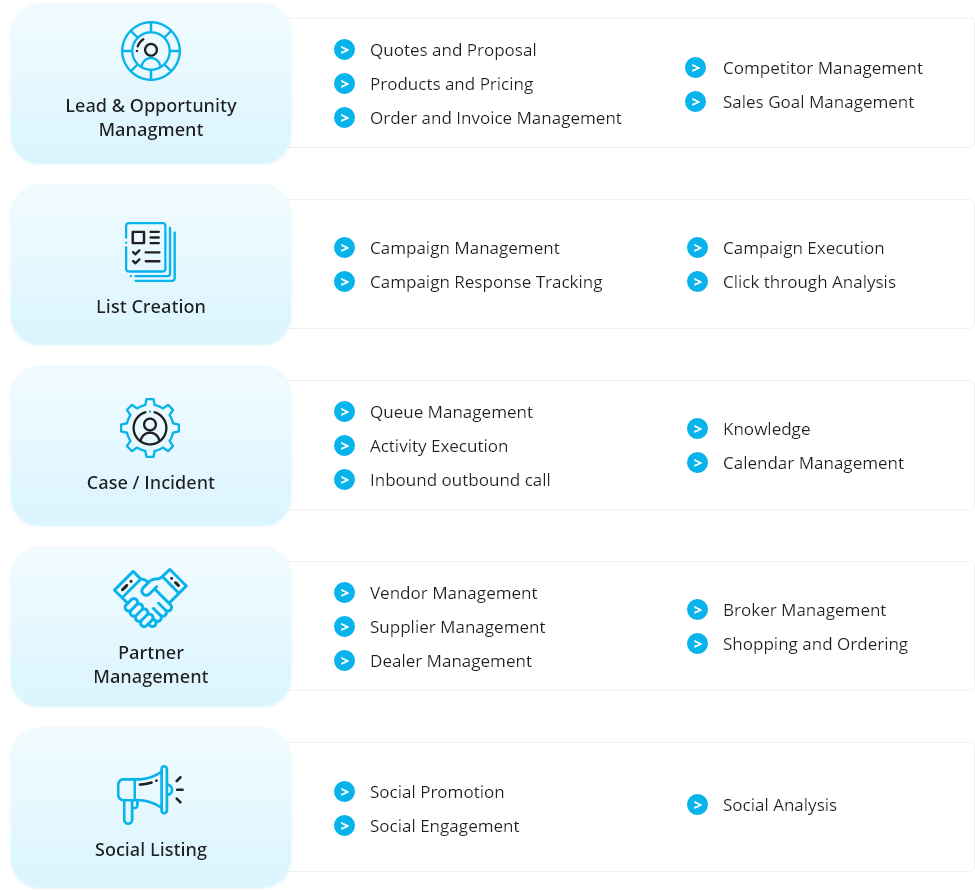 Lead & Opportunity
Managment
Quotes and Proposal
Products and Pricing
Order and Invoice Management
Competitor Management
Sales Goal Management
List Creation
Campaign Management
Campaign Response Tracking
Campaign Execution
Click through Analysis
Case / Incident
Queue Management
Activity Execution
Inbound outbound call
Knowledge
Calendar Management
Partner
Management
Vendor Management
Supplier Management
Dealer Management
Broker Management
Shopping and Ordering
Social Listing
Social Promotion
Social Engagement
Social Analysis